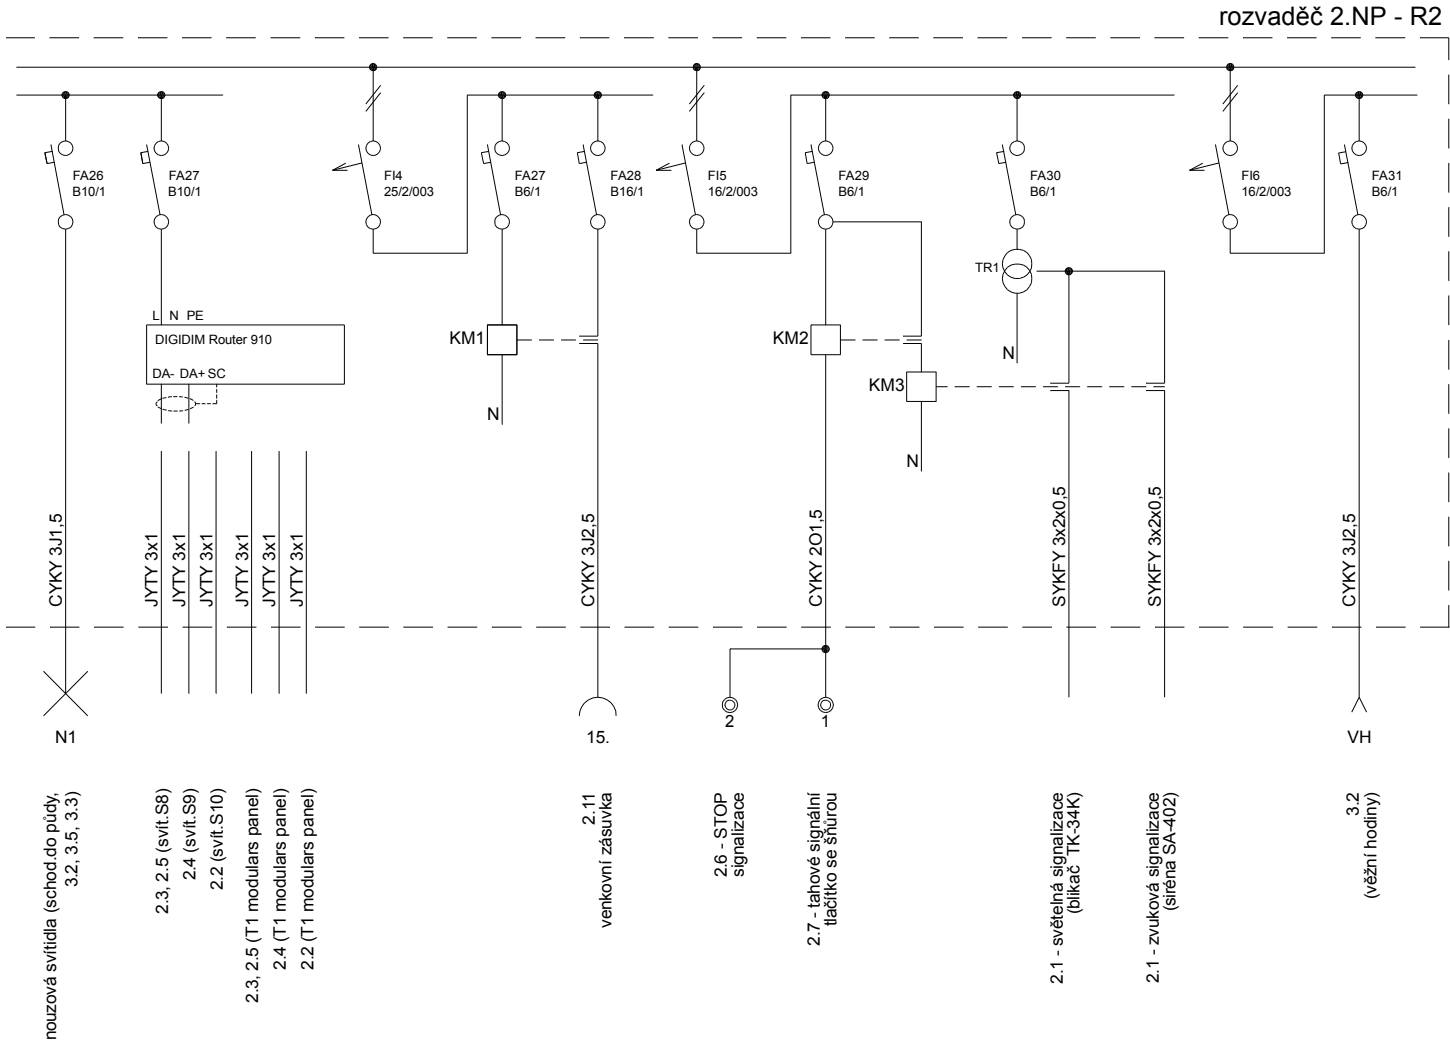 rozvaděč 2.NP - R2
FA26
B10/1
FA27
B10/1
FI4
25/2/003
FA27
B6/1
FA28
B16/1
FI5
16/2/003
FA29
B6/1
FA30
B6/1
FI6
16/2/003
FA31
B6/1
TR1
L N PE
DIGIDIM Router 910
DA- DA+ SC
KM1
KM2
KM3
N
N
N
CYKY 3J1,5
JYTY 3x1
JYTY 3x1
JYTY 3x1
JYTY 3x1
JYTY 3x1
JYTY 3x1
CYKY 3J2,5
CYKY 2O1,5
SYKFY 3x2x0,5
SYKFY 3x2x0,5
CYKY 3J2,5
N1
15.
2
1
VH
nouzová svítidla (schod.do půdy,
3.2, 3.5, 3.3)
2.3, 2.5 (svít.S8)
2.4 (svít.S9)
2.2 (svít.S10)
2.3, 2.5 (T1 modulars panel)
2.4 (T1 modulars panel)
2.2 (T1 modulars panel)
2.11
venkovní zásuvka
2.6 - STOP
signalizace
2.7 - tahové signální
tlačítko se šňůrou
2.1 - světelná signalizace
(blikač TK-34K)
2.1 - zvuková signalizace
(siréna SA-402)
3.2
(věžní hodiny)